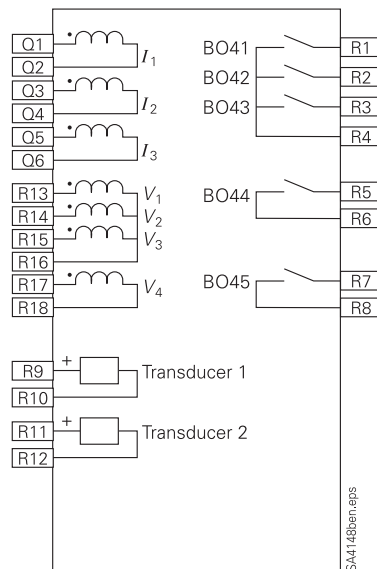 Q1
Q2
I1
Q3
Q4
I2
Q5
Q6
I3
R13
V1
R14
V2
R15
V3
R16
R17
V4
R18
R9
+
Transducer 1
R10
R11
+
Transducer 2
R12
BO41
R1
BO42
R2
BO43
R3
R4
BO44
R5
R6
BO45
R7
R8
SA4148ben.eps